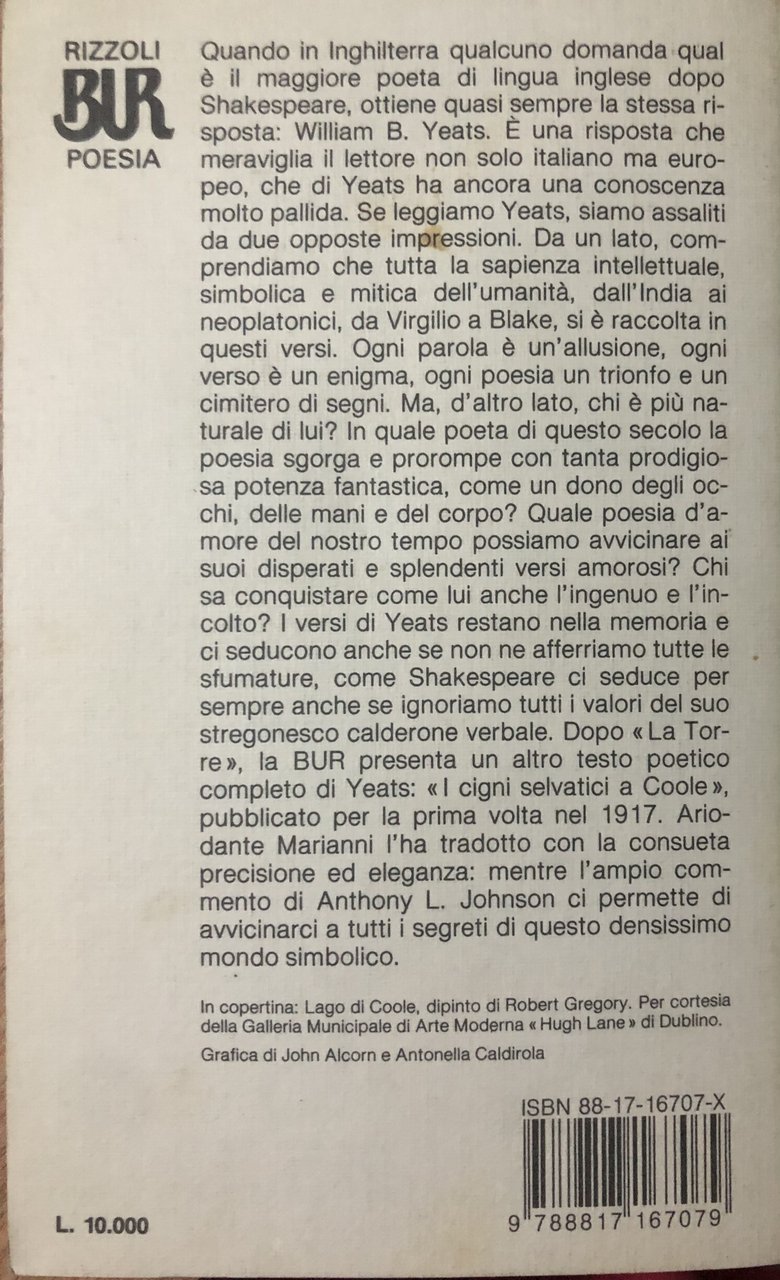 RIZZOLI
BUR
POESIA
Quando in Inghilterra qualcuno domanda qual
è il maggiore poeta di lingua inglese dopo
Shakespeare, ottiene quasi sempre la stessa ri-
sposta: William B. Yeats. È una risposta che
meraviglia il lettore non solo italiano ma euro-
peo, che di Yeats ha ancora una conoscenza
molto pallida. Se leggiamo Yeats, siamo assaliti
da due opposte impressioni. Da un lato, com-
prendiamo che tutta la sapienza intellettuale,
simbolica e mitica dell'umanità, dall'India ai
neoplatonici, da Virgilio a Blake, si è raccolta in
questi versi. Ogni parola è un'allusione, ogni
verso è un enigma, ogni poesia un trionfo e un
cimitero di segni. Ma, d'altro lato, chi è più na-
turale di lui? In quale poeta di questo secolo la
poesia sgorga e prorompe con tanta prodigio-
sa potenza fantastica, come un dono degli oc-
chi, delle mani e del corpo? Quale poesia d'a-
more del nostro tempo possiamo avvicinare ai
suoi disperati e splendenti versi amorosi? Chi
sa conquistare come lui anche l'ingenuo e l'in-
colto? I versi di Yeats restano nella memoria e
ci seducono anche se non ne afferriamo tutte le
sfumature, come Shakespeare ci seduce per
sempre anche se ignoriamo tutti i valori del suo
stregonesco calderone verbale. Dopo «La Tor-
re», la BUR presenta un altro testo poetico
completo di Yeats: «I cigni selvatici a Coole»,
pubblicato per la prima volta nel 1917. Ario-
dante Marianni l'ha tradotto con la consueta
precisione ed eleganza: mentre l'ampio com-
mento di Anthony L. Johnson ci permette di
avvicinarci a tutti i segreti di questo densissimo
mondo simbolico.
In copertina: Lago di Coole, dipinto di Robert Gregory. Per cortesia
della Galleria Municipale di Arte Moderna «Hugh Lane» di Dublino.
Grafica di John Alcorn e Antonella Caldirola
ISBN 88-17-16707-X
9 788817 167079
L. 10.000